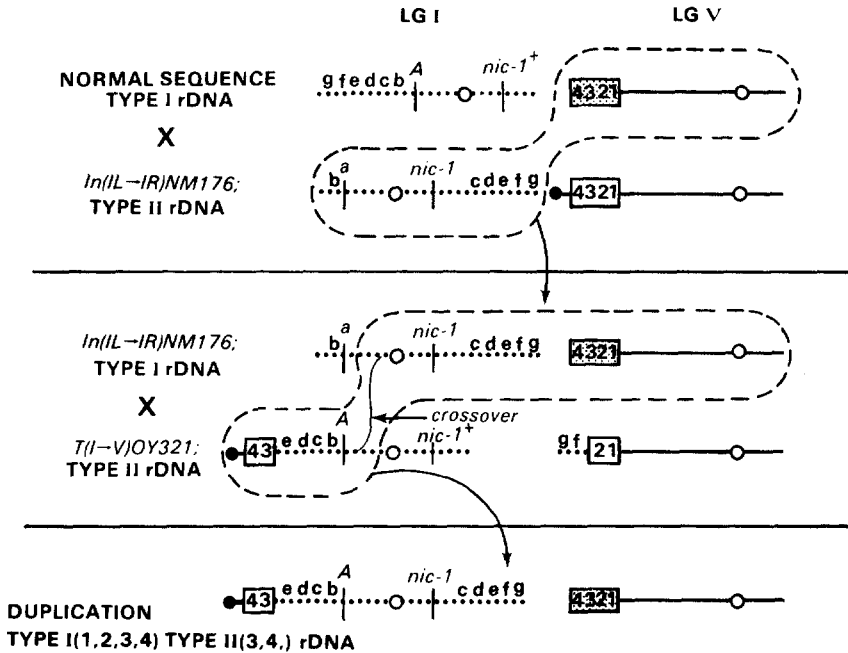 LG I LG V
NORMAL SEQUENCE
TYPE I rDNA
g f e d c b A nic-1+ 4321
X
In(IL→IR)NM176;
TYPE II rDNA
b a nic-1 c d e f g 4321
In(IL→IR)NM176;
TYPE I rDNA
b a nic-1 c d e f g 4321
X
crossover
T(I→V)OY321;
TYPE II rDNA
43 e d c b A nic-1+ g f 21
43 e d c b A nic-1 c d e f g 4321
DUPLICATION
TYPE I(1,2,3,4) TYPE II(3,4,) rDNA